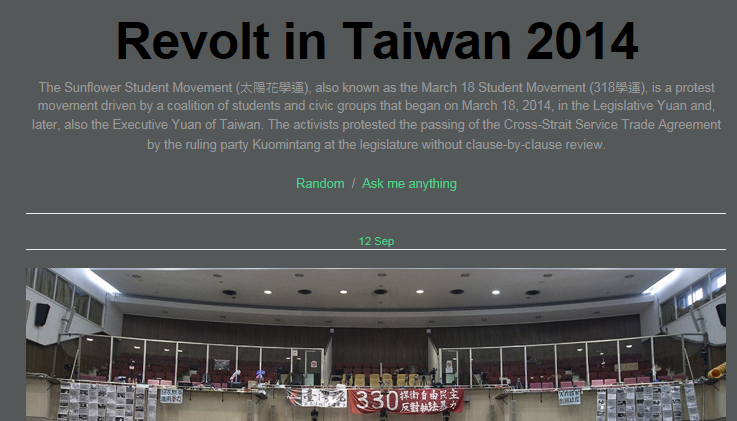 Revolt in Taiwan 2014
The Sunflower Student Movement (太陽花學運), also known as the March 18 Student Movement (318學運), is a protest
movement driven by a coalition of students and civic groups that began on March 18, 2014, in the Legislative Yuan and,
later, also the Executive Yuan of Taiwan. The activists protested the passing of the Cross-Strait Service Trade Agreement
by the ruling party Kuomintang at the legislature without clause-by-clause review.
Random / Ask me anything
12 Sep
330 捍衛自由民主
反對執法暴力